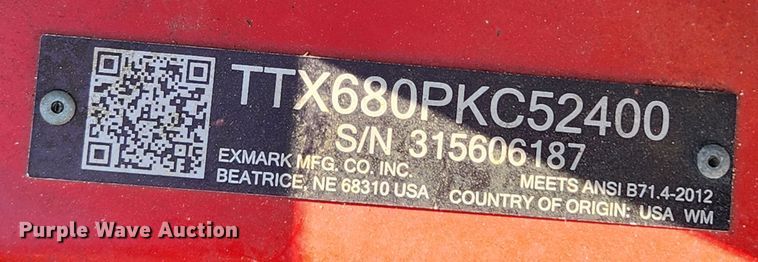 TTX680PKC52400
S/N 315606187
EXMARK MFG. CO. INC.
BEATRICE, NE 68310 USA
MEETS ANSI B71.4-2012
COUNTRY OF ORIGIN: USA WM
Purple Wave Auction